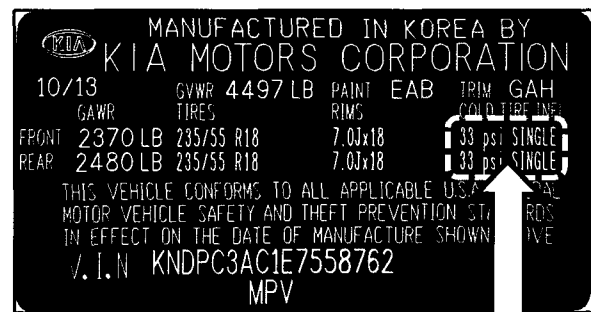 KIA MANUFACTURED IN KOREA BY
KIA MOTORS CORPORATION
10/13 GVWR 4497 LB PAINT EAB TRIM GAH
GAWR TIRES RIMS COLD TIRE INFL
FRONT 2370 LB 235/55 R18 7.0Jx18 33 psi SINGLE
REAR 2480 LB 235/55 R18 7.0Jx18 33 psi SINGLE
THIS VEHICLE CONFORMS TO ALL APPLICABLE
MOTOR VEHICLE SAFETY AND THEFT PREVENTION
IN EFFECT ON THE DATE OF MANUFACTURE SHOWN
V.I.N KNDPC3AC1E7558762
MPV